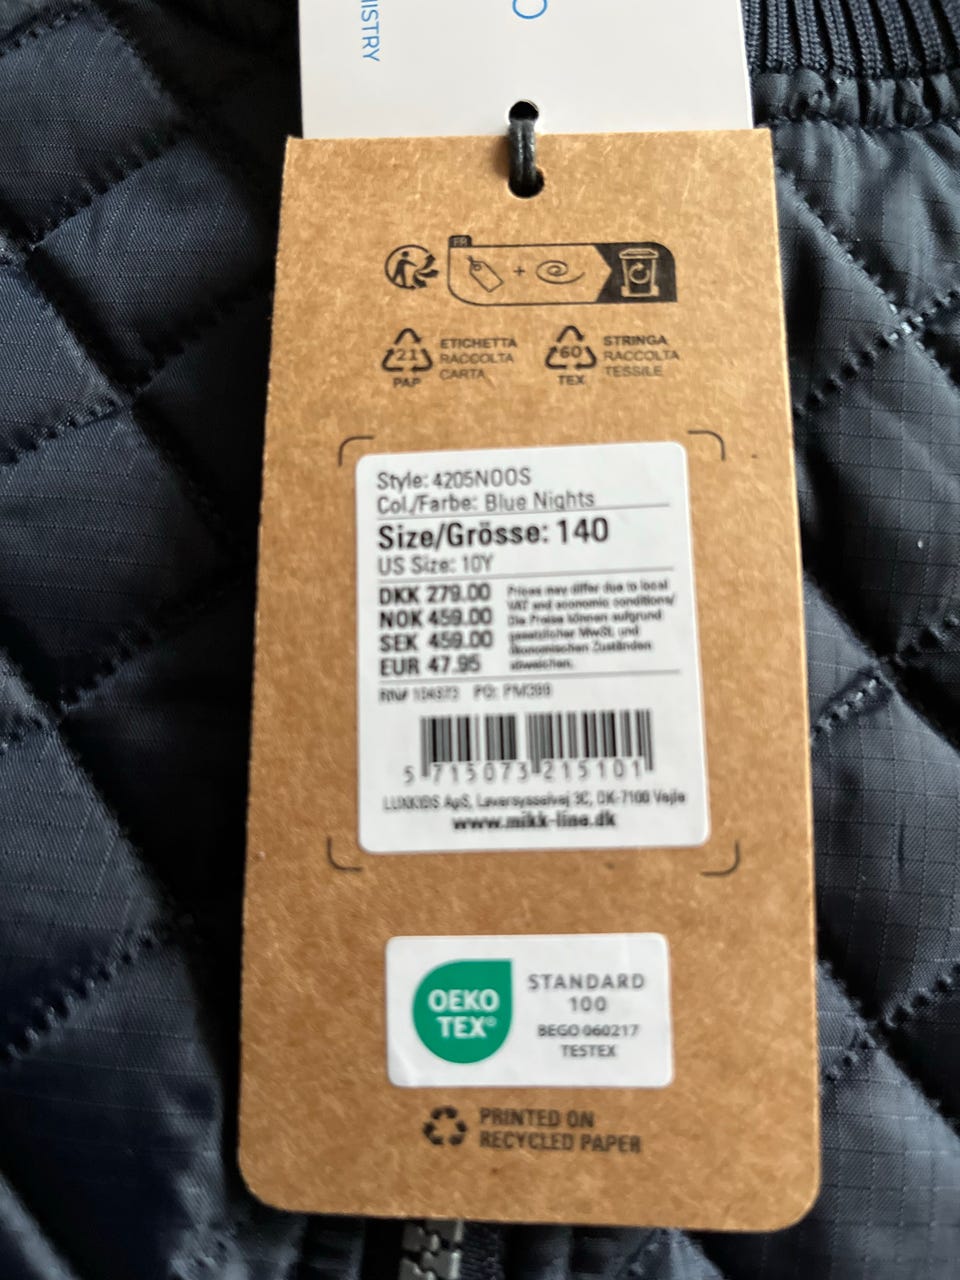 ISTRY
O
FR
+
21
PAP
ETICHETTA
RACCOLTA
CARTA
60
TEX
STRINGA
RACCOLTA
TESSILE
Style: 4205NOOS
Col./Farbe: Blue Nights
Size/Grösse: 140
US Size: 10Y
DKK 279.00
NOK 459.00
SEK 459.00
EUR 47.95
Prices may differ due to local
VAT and economic conditions/
Die Preise können aufgrund
gesetzlicher MwSt. und
ökonomischen Zuständen
abweichen.
RN# PO: PM399
5 715073 215101
LUXKIDS ApS, DK-7100 Vejle
www.mikk-line.dk
OEKO
TEX®
STANDARD
100
BEGO 060217
TESTEX
PRINTED ON
RECYCLED PAPER